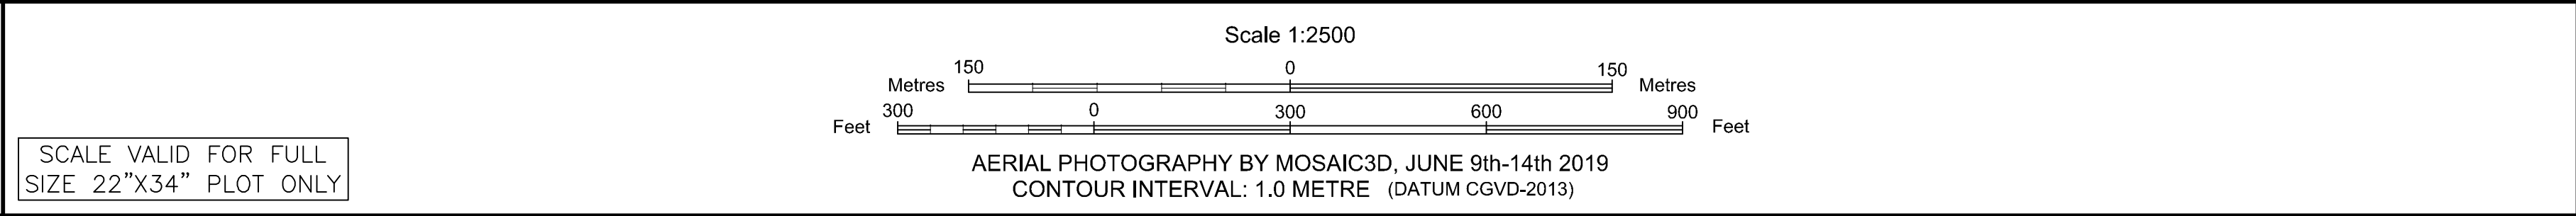 Scale 1:2500
150 0 150
Metres Metres
300 0 300 600 900
Feet Feet
SCALE VALID FOR FULL
SIZE 22”X34” PLOT ONLY
AERIAL PHOTOGRAPHY BY MOSAIC3D, JUNE 9th-14th 2019
CONTOUR INTERVAL: 1.0 METRE (DATUM CGVD-2013)